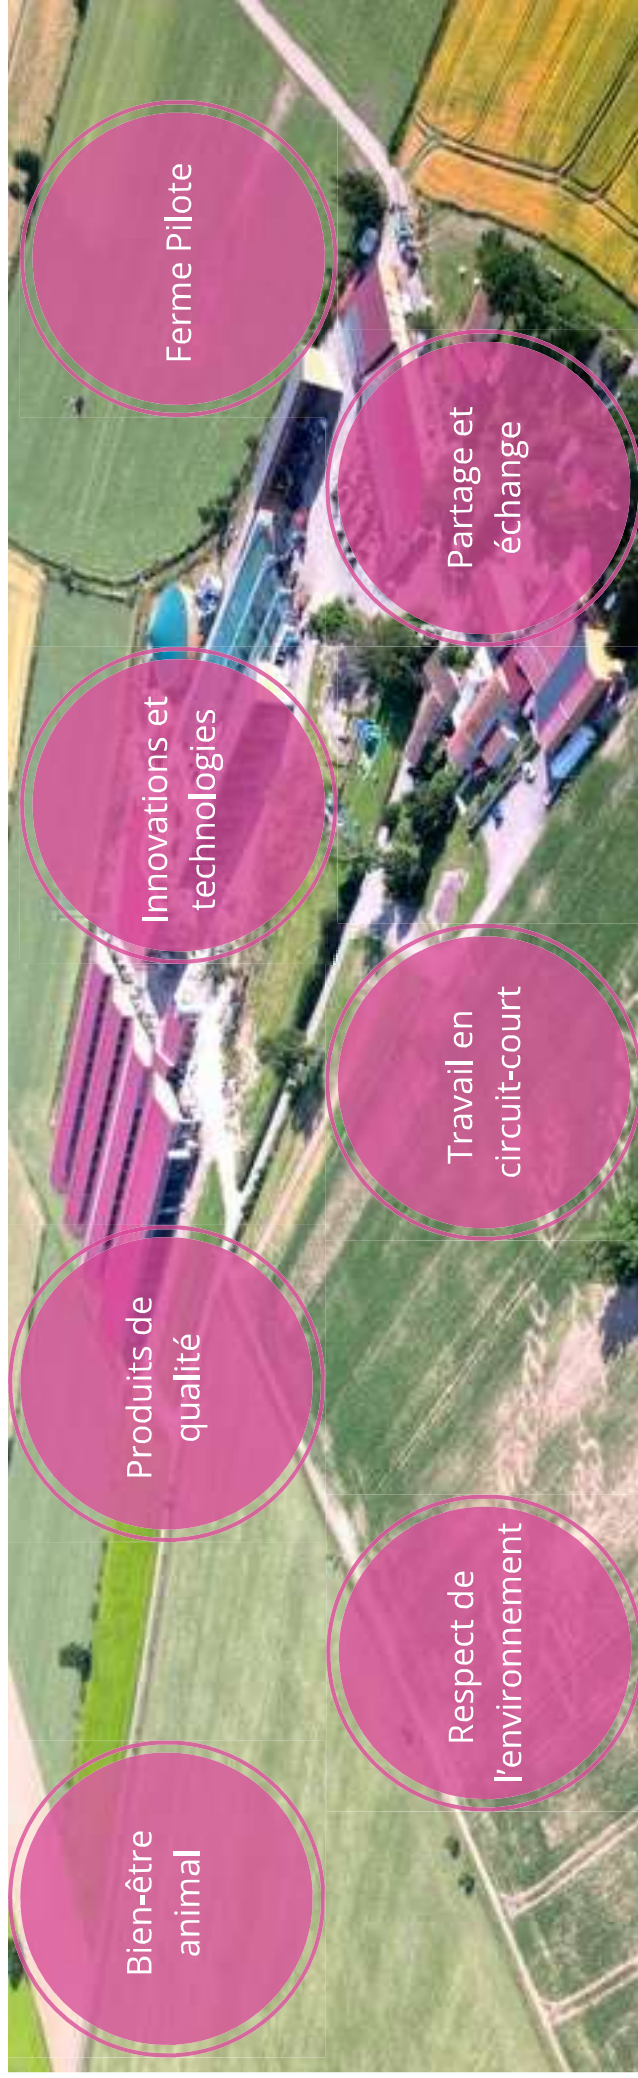 Bien-être
animal
Produits de
qualité
Innovations et
technologies
Ferme Pilote
Respect de
l'environnement
Travail en
circuit-court
Partage et
échange